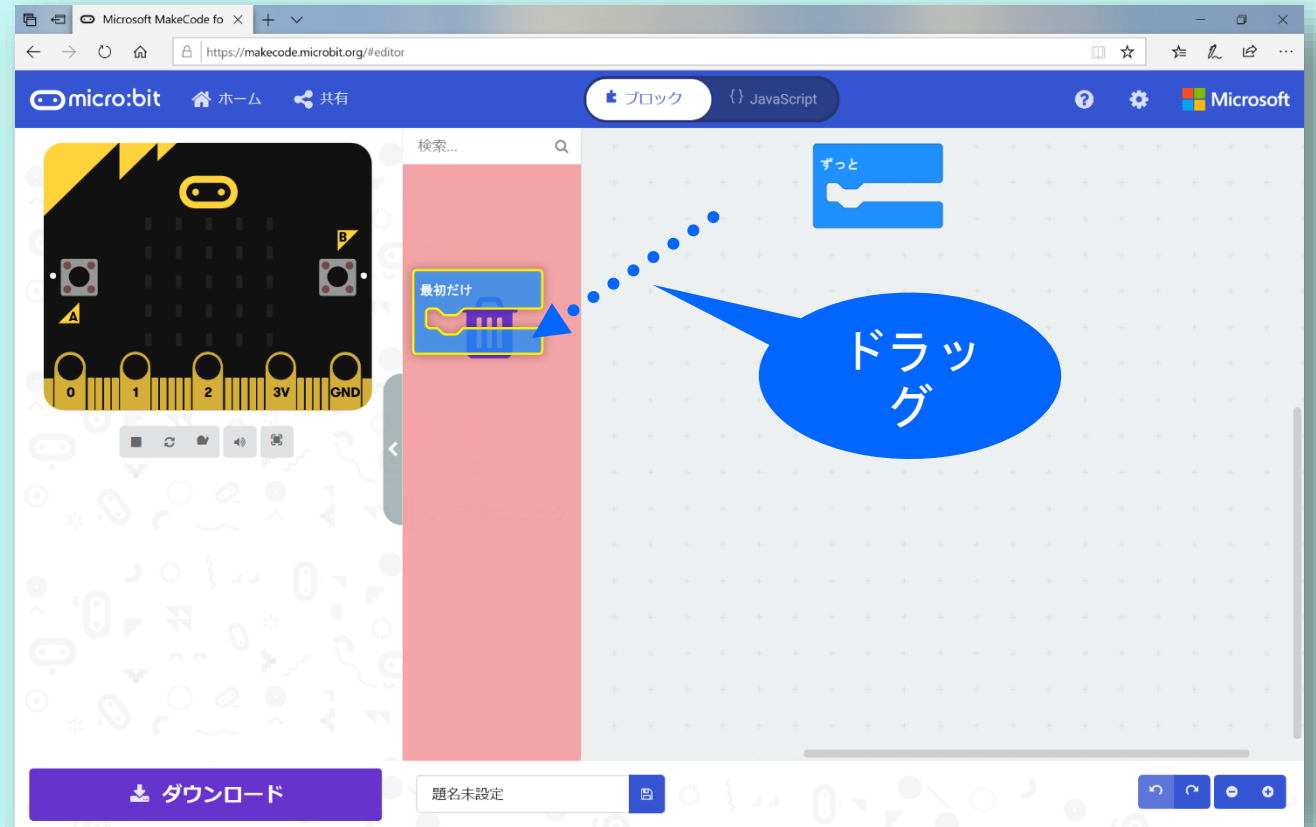 Microsoft MakeCode fo
https://makecode.microbit.org/#editor
micro:bit
ホーム
共有
ブロック
{} JavaScript
Microsoft
検索...
ずっと
B
最初だけ
A
ドラッ
グ
0 1 2 3V GND
ダウンロード
題名未設定